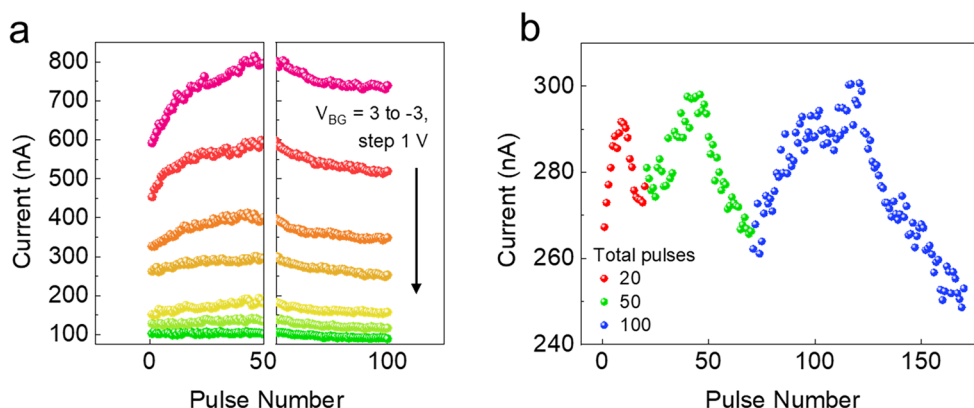 a
Current (nA)
800
700
600
500
400
300
200
100
V_BG = 3 to -3,
step 1 V
0
50
100
Pulse Number
b
Current (nA)
300
280
260
240
Total pulses
20
50
100
0
50
100
150
Pulse Number